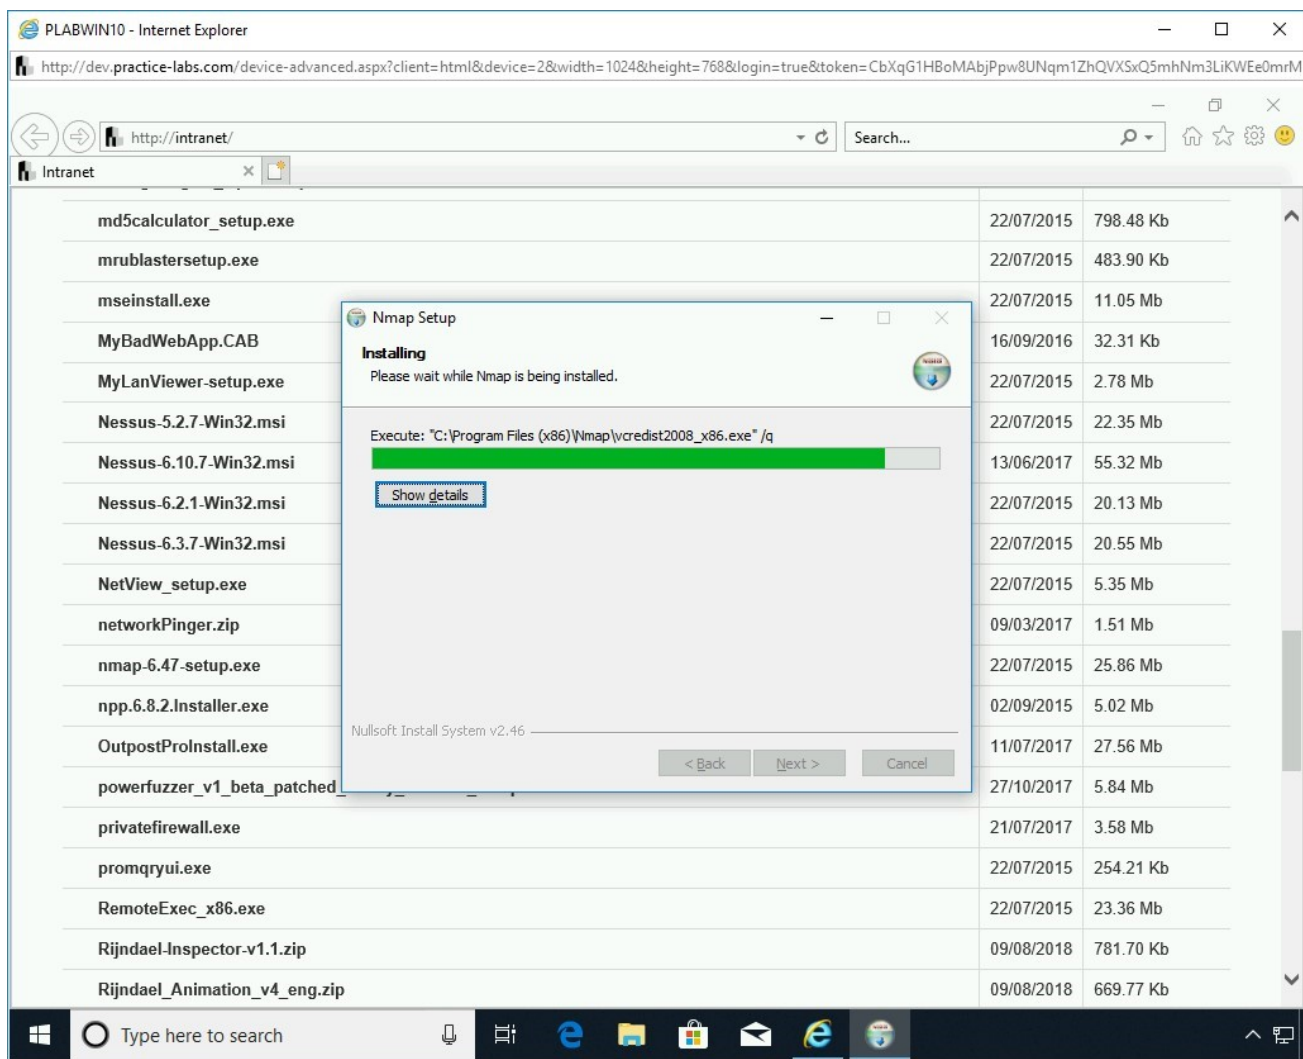 PLABWIN10 - Internet Explorer
http://dev.practice-labs.com/device-advanced.aspx?client=html&device=2&width=1024&height=768&login=true&token=CbXqG1HBoMAbjPpw8UNqm1ZhQVXSxQ5mhNm3LiKWEe0mrM
http://intranet/
Search...
Intranet
md5calculator_setup.exe 22/07/2015 798.48 Kb
mrublastersetup.exe 22/07/2015 483.90 Kb
mseinstall.exe 22/07/2015 11.05 Mb
MyBadWebApp.CAB 16/09/2016 32.31 Kb
MyLanViewer-setup.exe 22/07/2015 2.78 Mb
Nessus-5.2.7-Win32.msi 22/07/2015 22.35 Mb
Nessus-6.10.7-Win32.msi 13/06/2017 55.32 Mb
Nessus-6.2.1-Win32.msi 22/07/2015 20.13 Mb
Nessus-6.3.7-Win32.msi 22/07/2015 20.55 Mb
NetView_setup.exe 22/07/2015 5.35 Mb
networkPinger.zip 09/03/2017 1.51 Mb
nmap-6.47-setup.exe 22/07/2015 25.86 Mb
npp.6.8.2.Installer.exe 02/09/2015 5.02 Mb
OutpostProInstall.exe 11/07/2017 27.56 Mb
powerfuzzer_v1_beta_patched_ 27/10/2017 5.84 Mb
privatefirewall.exe 21/07/2017 3.58 Mb
promqryui.exe 22/07/2015 254.21 Kb
RemoteExec_x86.exe 22/07/2015 23.36 Mb
Rijndael-Inspector-v1.1.zip 09/08/2018 781.70 Kb
Rijndael_Animation_v4_eng.zip 09/08/2018 669.77 Kb
Nmap Setup
Installing
Please wait while Nmap is being installed.
Execute: "C:\Program Files (x86)\Nmap\vcredist2008_x86.exe" /q
Show details
Nullsoft Install System v2.46
< Back Next > Cancel
Type here to search